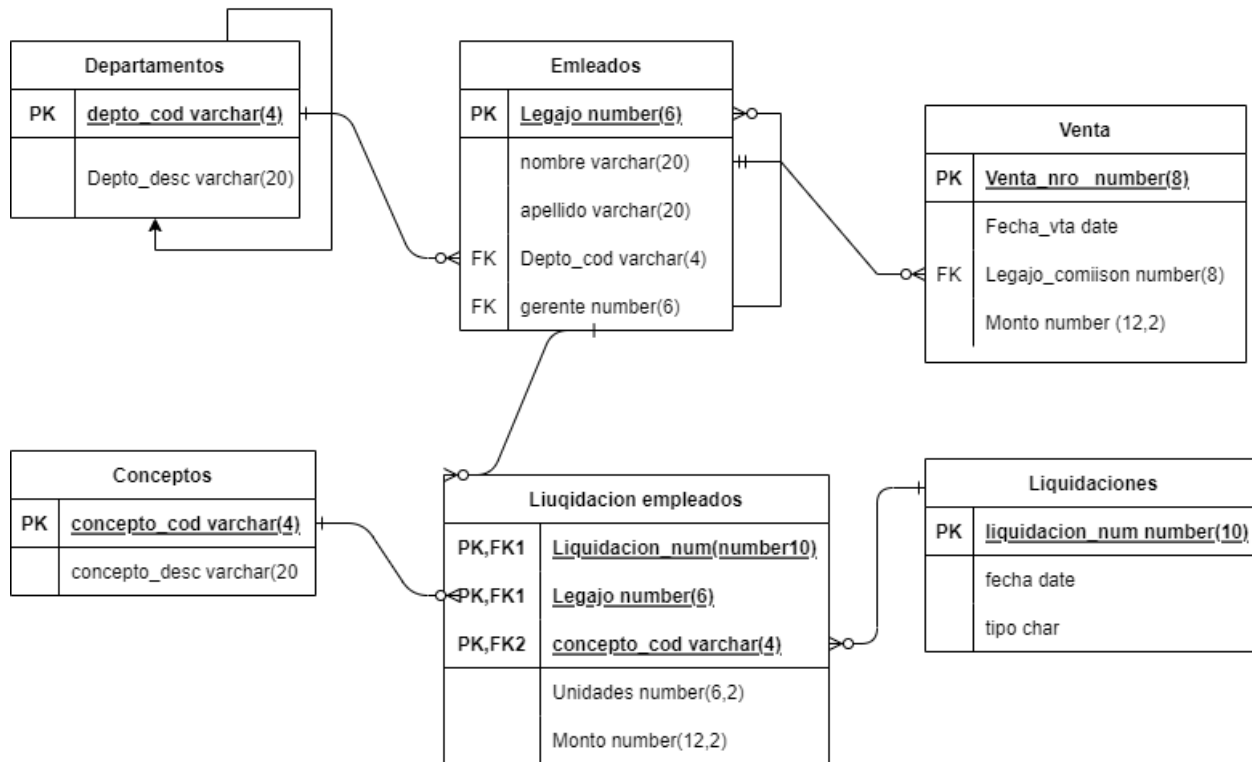 Departamentos
PK depto_cod varchar(4)
Depto_desc varchar(20)
Emleados
PK Legajo number(6)
nombre varchar(20)
apellido varchar(20)
FK Depto_cod varchar(4)
FK gerente number(6)
Venta
PK Venta_nro number(8)
Fecha_vta date
FK Legajo_comiison number(8)
Monto number (12,2)
Conceptos
PK concepto_cod varchar(4)
concepto_desc varchar(20
Liuqidacion empleados
PK,FK1 Liquidacion_num(number10)
PK,FK1 Legajo number(6)
PK,FK2 concepto_cod varchar(4)
Unidades number(6,2)
Monto number(12,2)
Liquidaciones
PK liquidacion_num number(10)
fecha date
tipo char